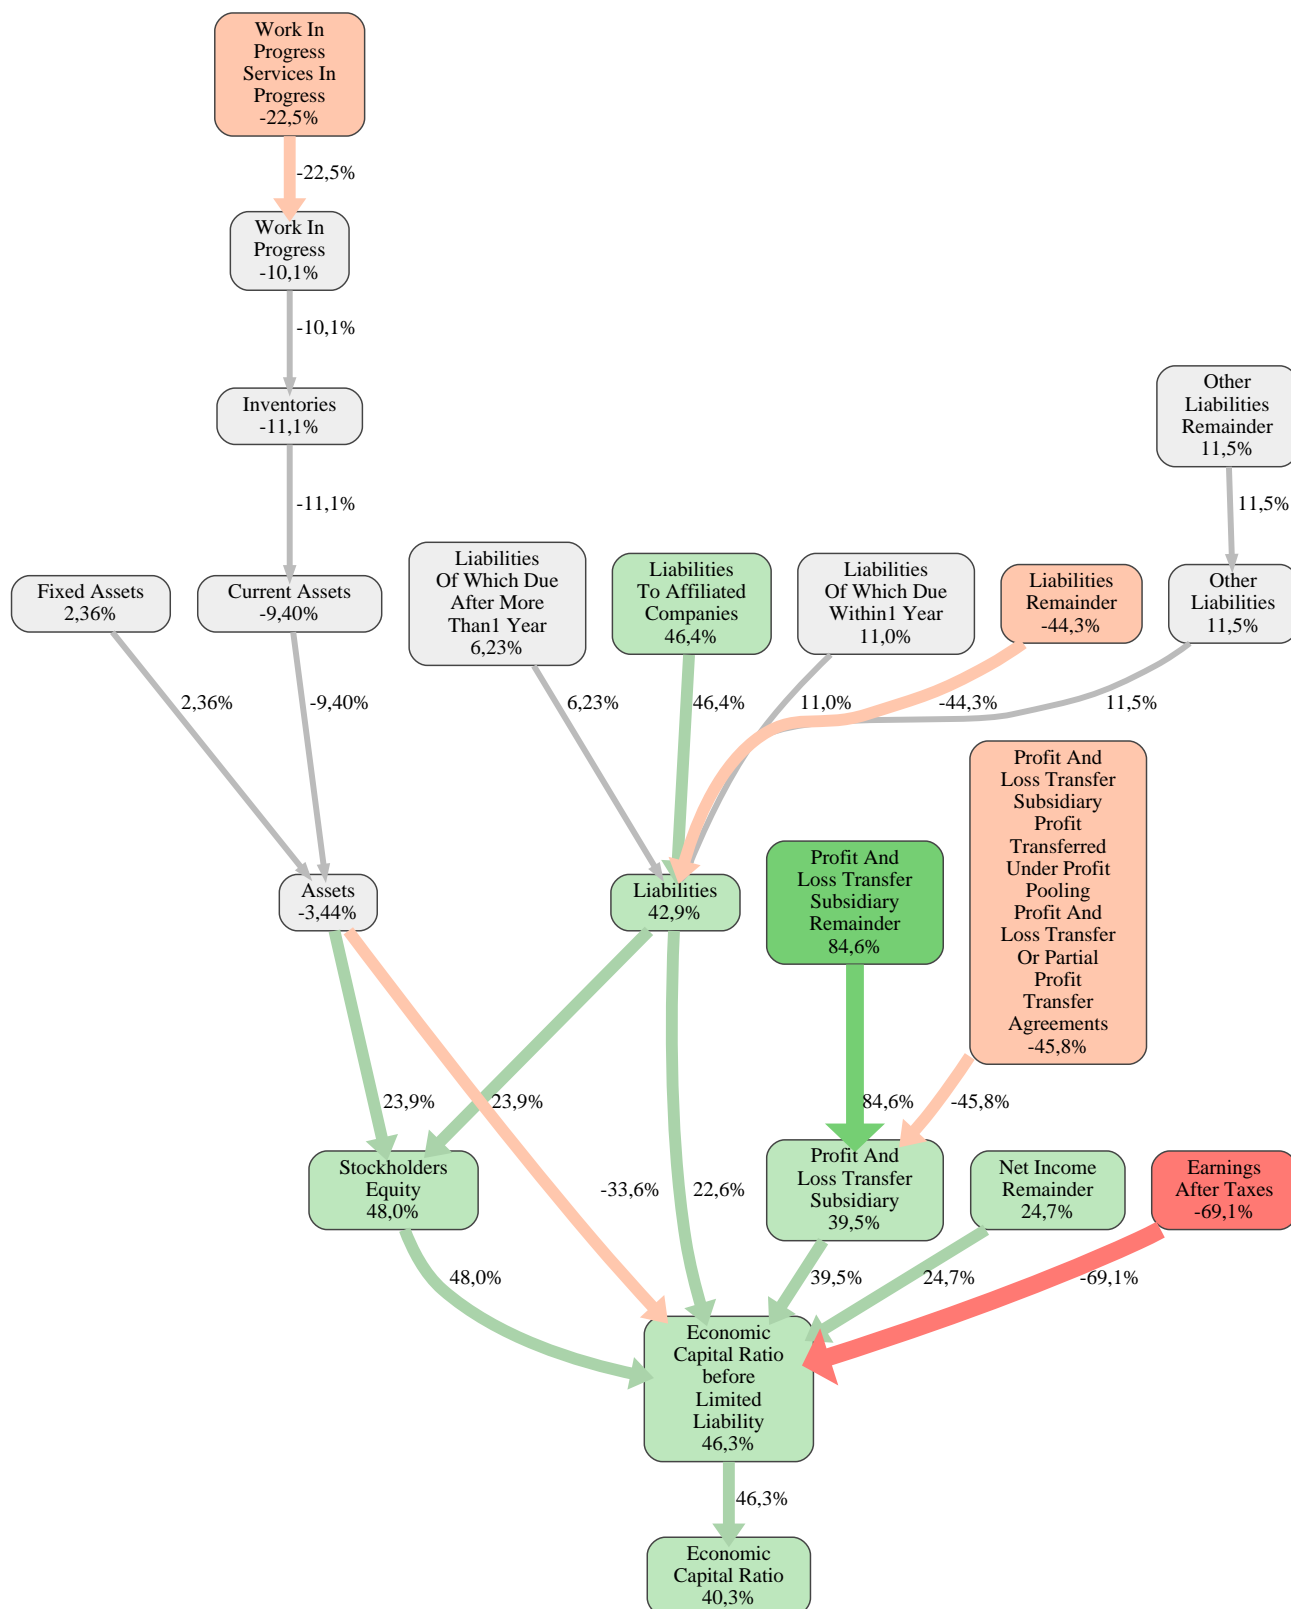 Work In
Progress
Services In
Progress
-22,5%
-22,5%
Work In
Progress
-10,1%
-10,1%
Inventories
-11,1%
-11,1%
Other
Liabilities
Remainder
11,5%
11,5%
Fixed Assets
2,36%
Current Assets
-9,40%
Liabilities
Of Which Due
After More
Than1 Year
6,23%
Liabilities
To Affiliated
Companies
46,4%
Liabilities
Of Which Due
Within1 Year
11,0%
Liabilities
Remainder
-44,3%
Other
Liabilities
11,5%
2,36%
-9,40%
6,23%
46,4%
11,0%
-44,3%
11,5%
Profit And
Loss Transfer
Subsidiary
Profit
Transferred
Under Profit
Pooling
Profit And
Loss Transfer
Or Partial
Profit
Transfer
Agreements
-45,8%
Assets
-3,44%
Liabilities
42,9%
Profit And
Loss Transfer
Subsidiary
Remainder
84,6%
23,9%
23,9%
84,6%
-45,8%
Stockholders
Equity
48,0%
-33,6%
22,6%
Profit And
Loss Transfer
Subsidiary
39,5%
Net Income
Remainder
24,7%
Earnings
After Taxes
-69,1%
48,0%
39,5%
24,7%
-69,1%
Economic
Capital Ratio
before
Limited
Liability
46,3%
46,3%
Economic
Capital Ratio
40,3%